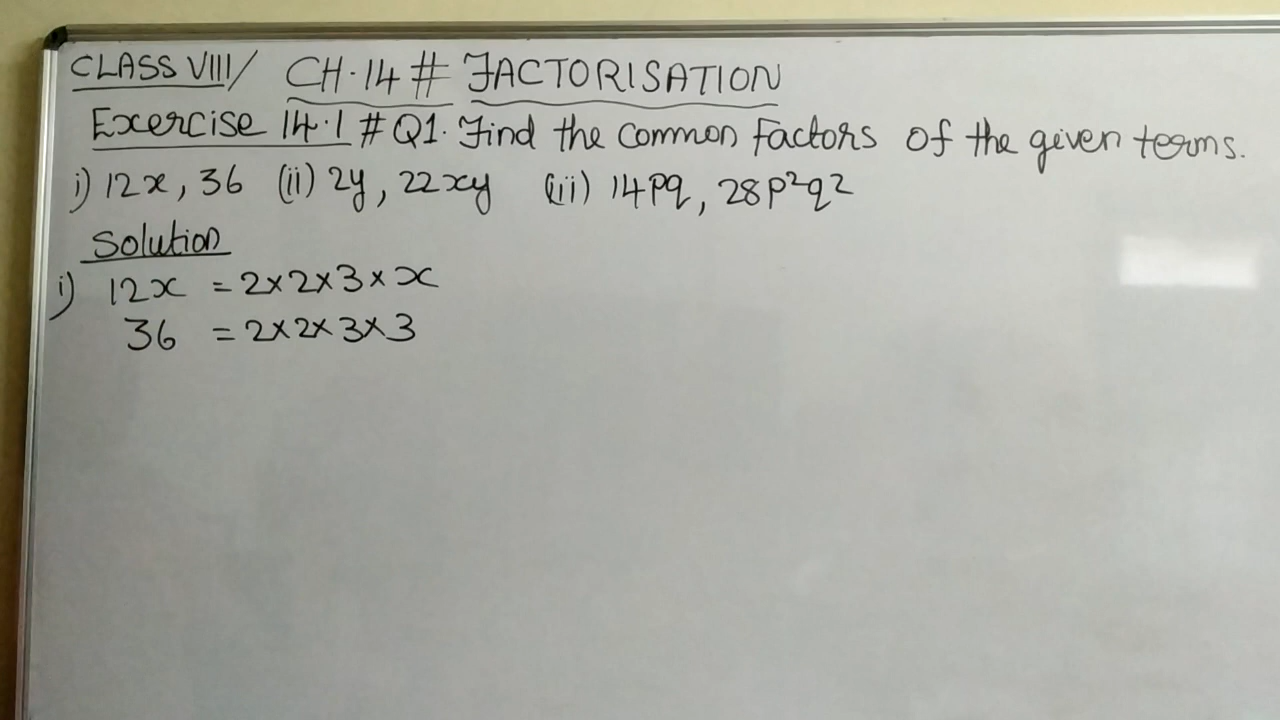 CLASS VIII/ CH·14 # FACTORISATION
Excercise 14·1 # Q1. Find the common Factors of the given terms.
i) 12x, 36 (ii) 2y, 22xy (iii) 14pq, 28p²q²
Solution
i) 12x = 2×2×3×x
36 = 2×2×3×3